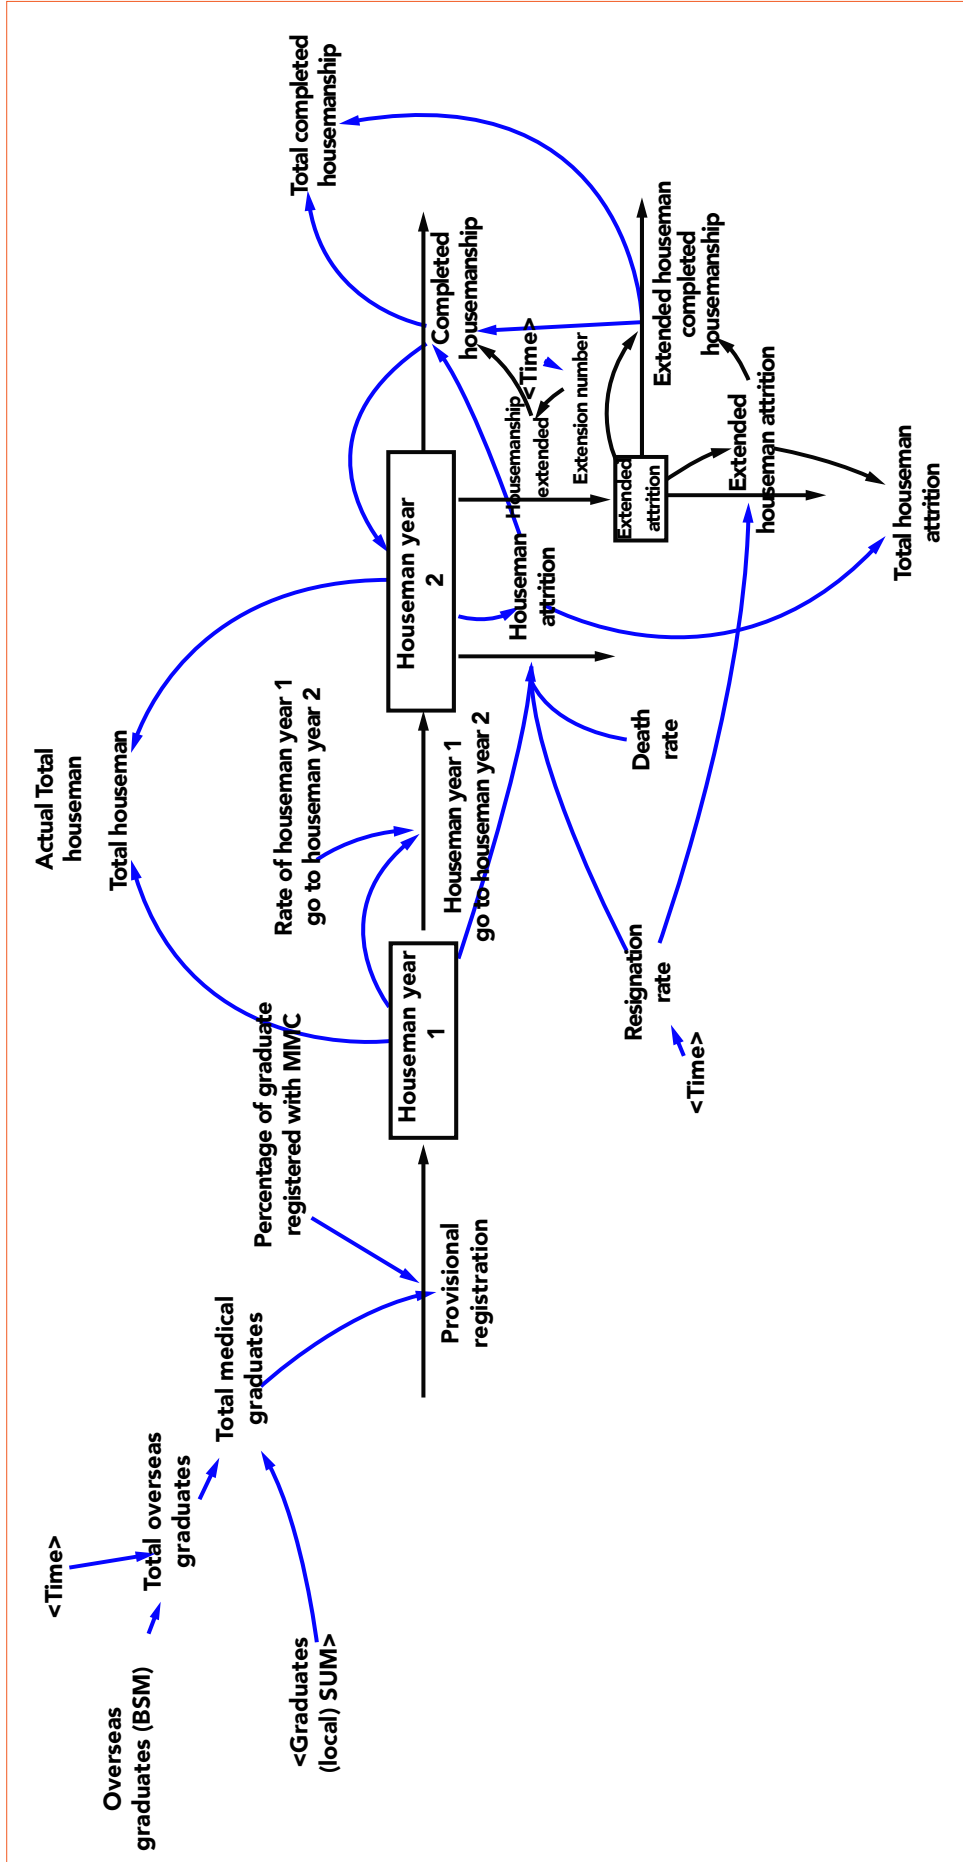 Overseas
graduates (BSM)
<Time>
Total overseas
graduates
<Graduates
(local) SUM>
Total medical
graduates
Percentage of graduate
registered with MMC
Provisional
registration
Houseman year
1
Actual Total
houseman
Total houseman
Rate of houseman year 1
go to houseman year 2
Houseman year 1
go to houseman year 2
Houseman year
2
<Time>
Resignation
rate
Death
rate
Houseman
attrition
Housemanship
extended
<Time>
Extension number
Completed
housemanship
Total completed
housemanship
Extended
attrition
Extended houseman
completed
housemanship
Extended
houseman attrition
Total houseman
attrition